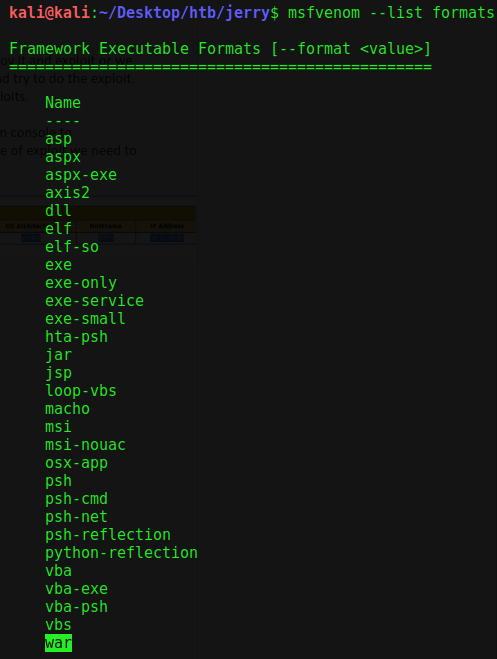 kali@kali:~/Desktop/htb/jerry$ msfvenom --list formats
Framework Executable Formats [--format <value>]
===============================================
Name
----
asp
aspx
aspx-exe
axis2
dll
elf
elf-so
exe
exe-only
exe-service
exe-small
hta-psh
jar
jsp
loop-vbs
macho
msi
msi-nouac
osx-app
psh
psh-cmd
psh-net
psh-reflection
python-reflection
vba
vba-exe
vba-psh
vbs
war